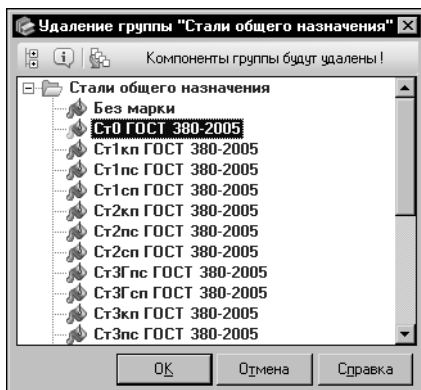 Удаление группы "Стали общего назначения"
Компоненты группы будут удалены !
Стали общего назначения
Без марки
Ст0 ГОСТ 380-2005
Ст1кп ГОСТ 380-2005
Ст1пс ГОСТ 380-2005
Ст1сп ГОСТ 380-2005
Ст2кп ГОСТ 380-2005
Ст2пс ГОСТ 380-2005
Ст2сп ГОСТ 380-2005
Ст3Гпс ГОСТ 380-2005
Ст3Гсп ГОСТ 380-2005
Ст3кп ГОСТ 380-2005
Ст3пс ГОСТ 380-2005
OK Отмена Справка